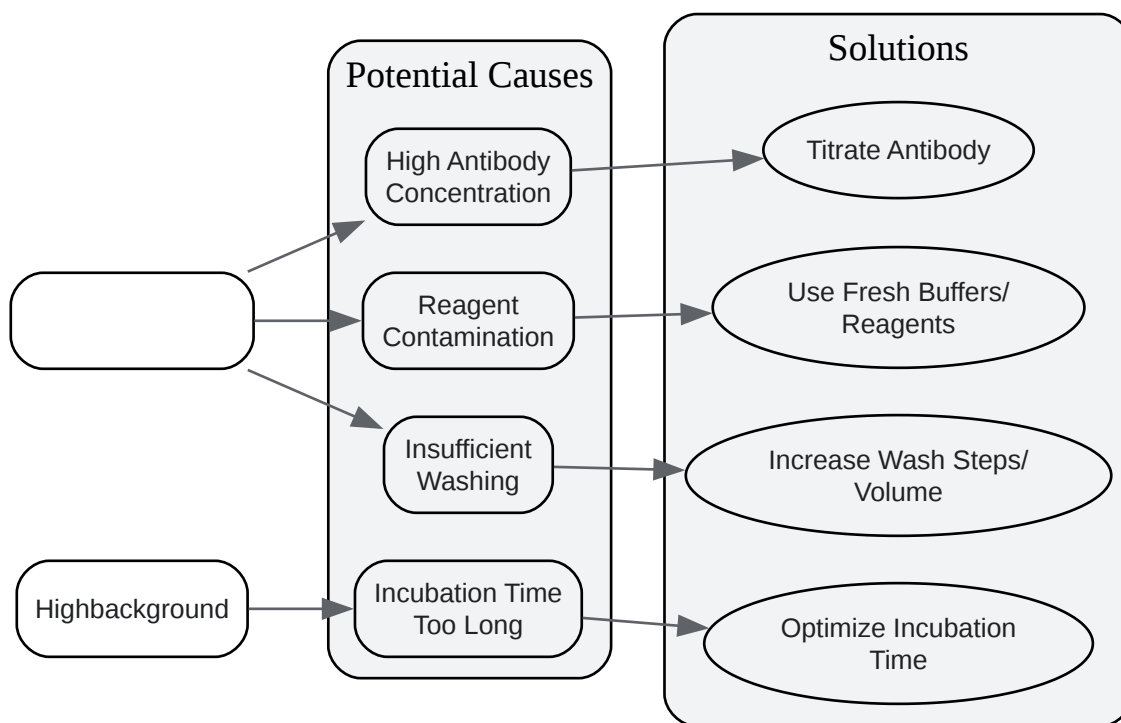 Potential Causes
Solutions
High Antibody
Concentration
Titrate Antibody
Reagent
Contamination
Use Fresh Buffers/
Reagents
Insufficient
Washing
Increase Wash Steps/
Volume
Highbackground
Incubation Time
Too Long
Optimize Incubation
Time